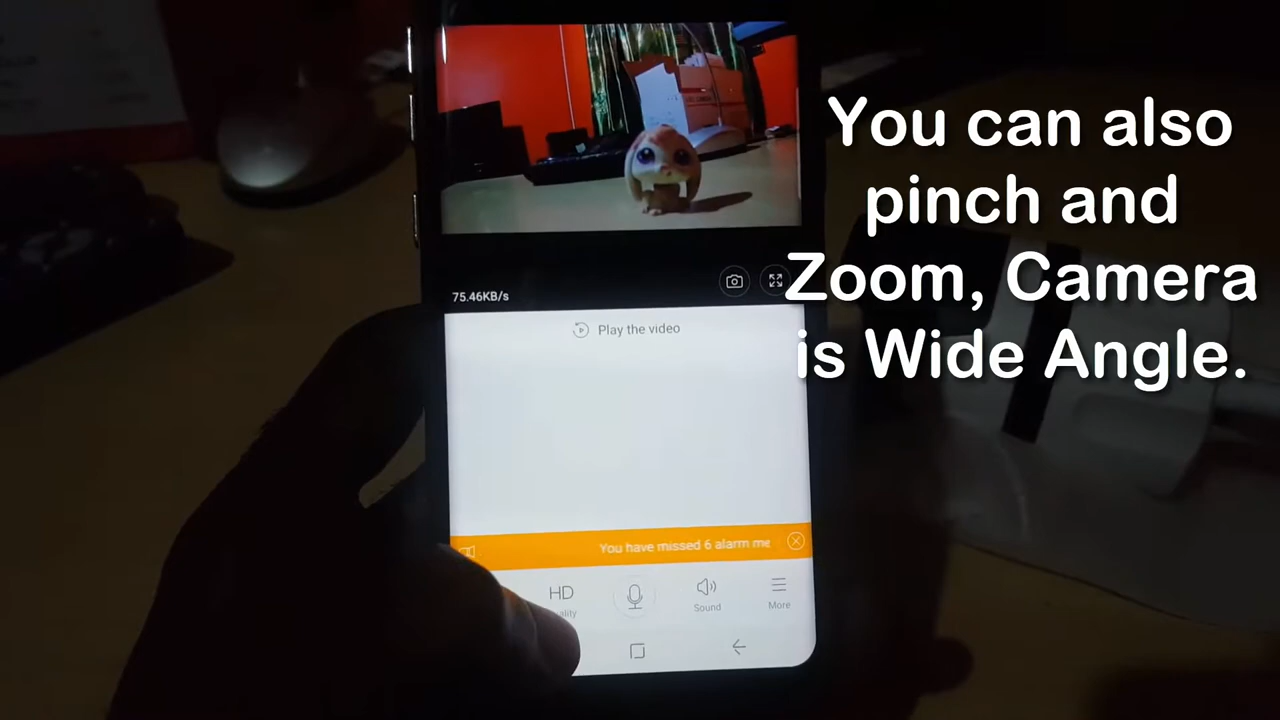 You can also
pinch and
Zoom, Camera
is Wide Angle.
75.46KB/s
Play the video
You have missed 6 alarm me
HD
ality
Sound
More